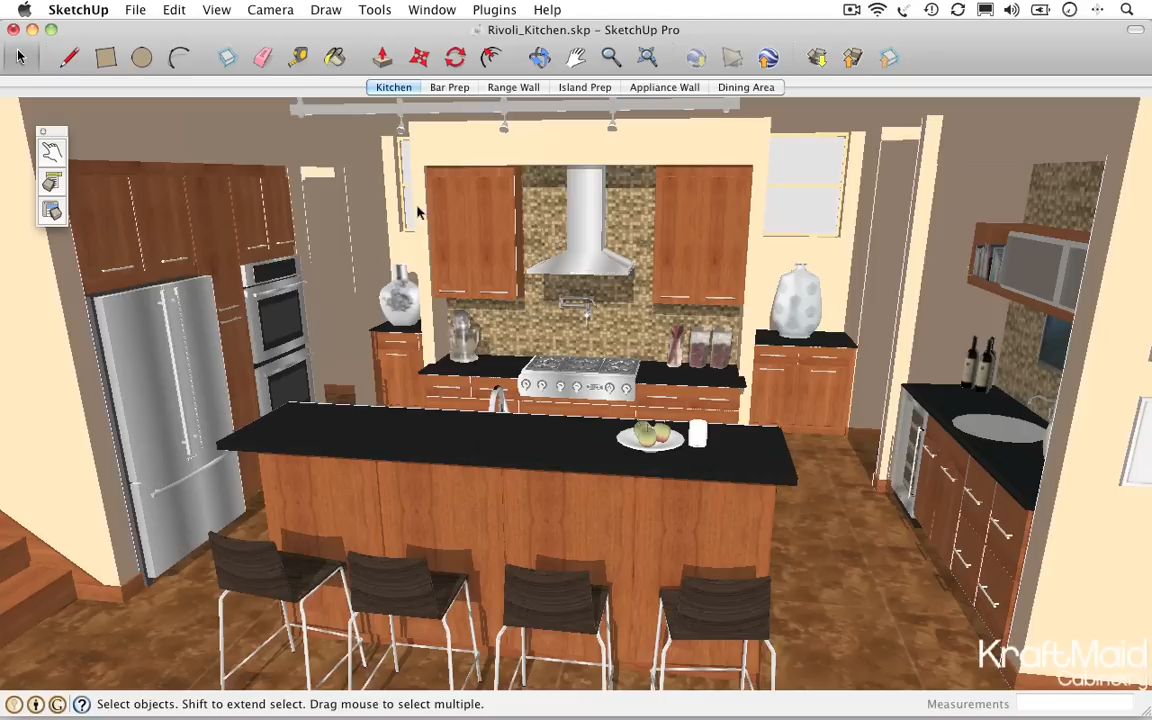 SketchUp File Edit View Camera Draw Tools Window Plugins Help
Rivoli_Kitchen.skp - SketchUp Pro
Kitchen Bar Prep Range Wall Island Prep Appliance Wall Dining Area
KraftMaid
Cabinetry
Select objects. Shift to extend select. Drag mouse to select multiple.
Measurements